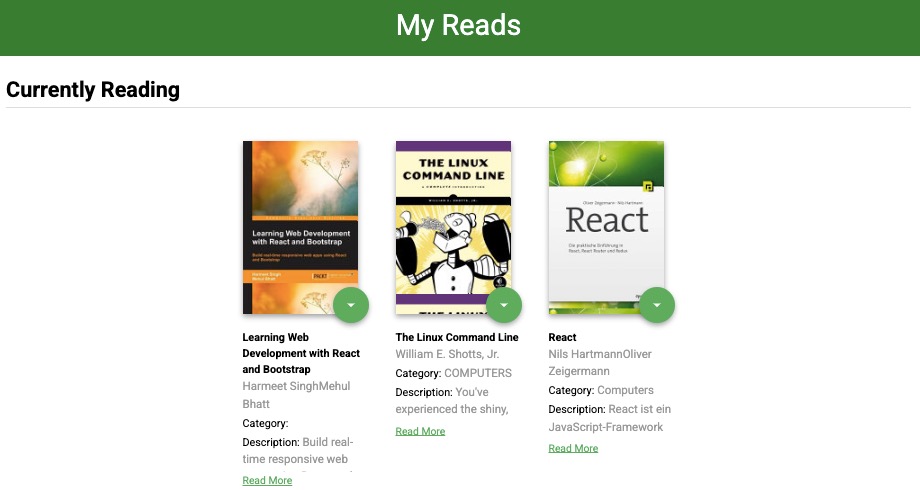 My Reads
Currently Reading
Learning Web Development
with React and Bootstrap
Build real-time responsive web apps using React
and Bootstrap
Harmeet Singh
Mehul Bhatt
PACKT
THE LINUX
COMMAND LINE
A COMPLETE INTRODUCTION
WILLIAM E. SHOTTS, JR.
THE LINUX
Oliver Zeigermann · Nils Hartmann
React
Die praktische Einführung in
React, React Router und Redux
Learning Web
Development with React
and Bootstrap
Harmeet SinghMehul
Bhatt
Category:
Description: Build real-
time responsive web
Read More
The Linux Command Line
William E. Shotts, Jr.
Category: COMPUTERS
Description: You've
experienced the shiny,
Read More
React
Nils HartmannOliver
Zeigermann
Category: Computers
Description: React ist ein
JavaScript-Framework
Read More